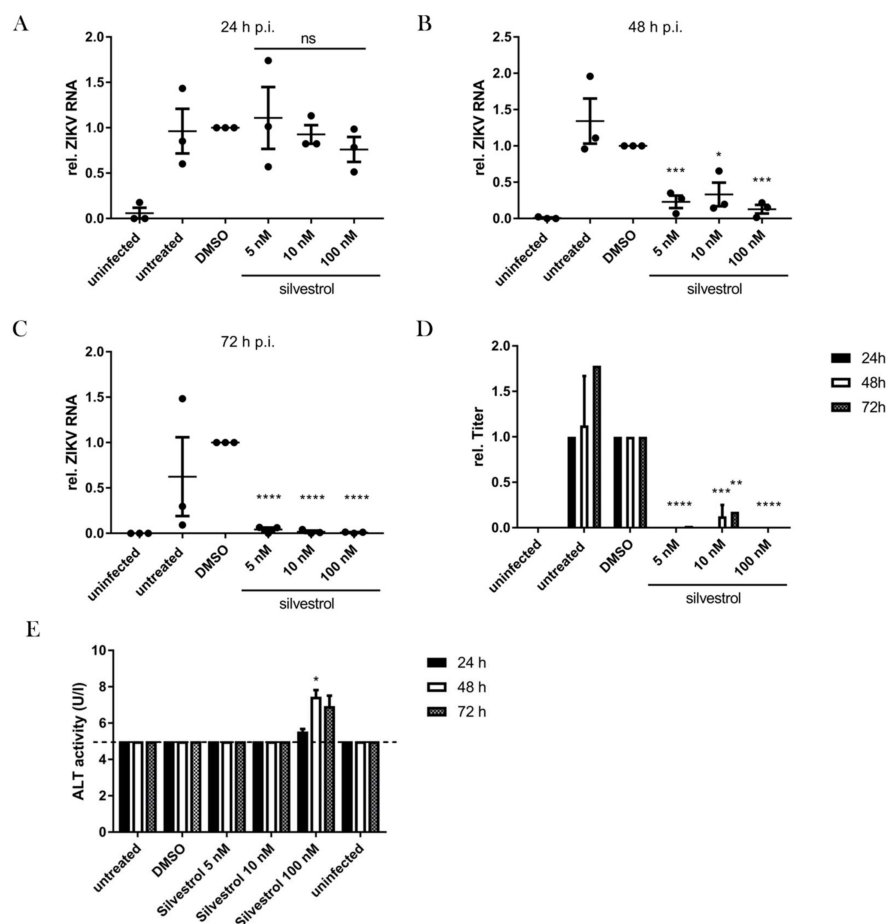 A
24 h p.i.
rel. ZIKV RNA
2.0
1.5
1.0
0.5
0.0
ns
uninfected
untreated
DMSO
5 nM
10 nM
100 nM
silvestrol
B
48 h p.i.
rel. ZIKV RNA
2.5
2.0
1.5
1.0
0.5
0.0
***
*
***
uninfected
untreated
DMSO
5 nM
10 nM
100 nM
silvestrol
C
72 h p.i.
rel. ZIKV RNA
2.0
1.5
1.0
0.5
0.0
****
****
****
uninfected
untreated
DMSO
5 nM
10 nM
100 nM
silvestrol
D
rel. Titer
2.0
1.5
1.0
0.5
0.0
****
***
**
****
uninfected
untreated
DMSO
5 nM
10 nM
100 nM
silvestrol
24h
48h
72h
E
ALT activity (U/l)
10
8
6
4
2
0
*
untreated
DMSO
Silvestrol 5 nM
Silvestrol 10 nM
Silvestrol 100 nM
uninfected
24 h
48 h
72 h